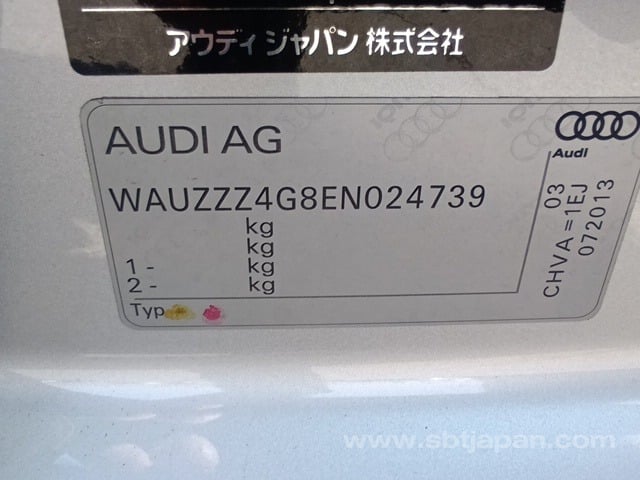 アウディ ジャパン 株式会社
AUDI AG
Audi
WAUZZZ4G8EN024739
kg
kg
1 - kg
2 - kg
Typ
03
CHVA =1EJ
072013
www.sbtjapan.com